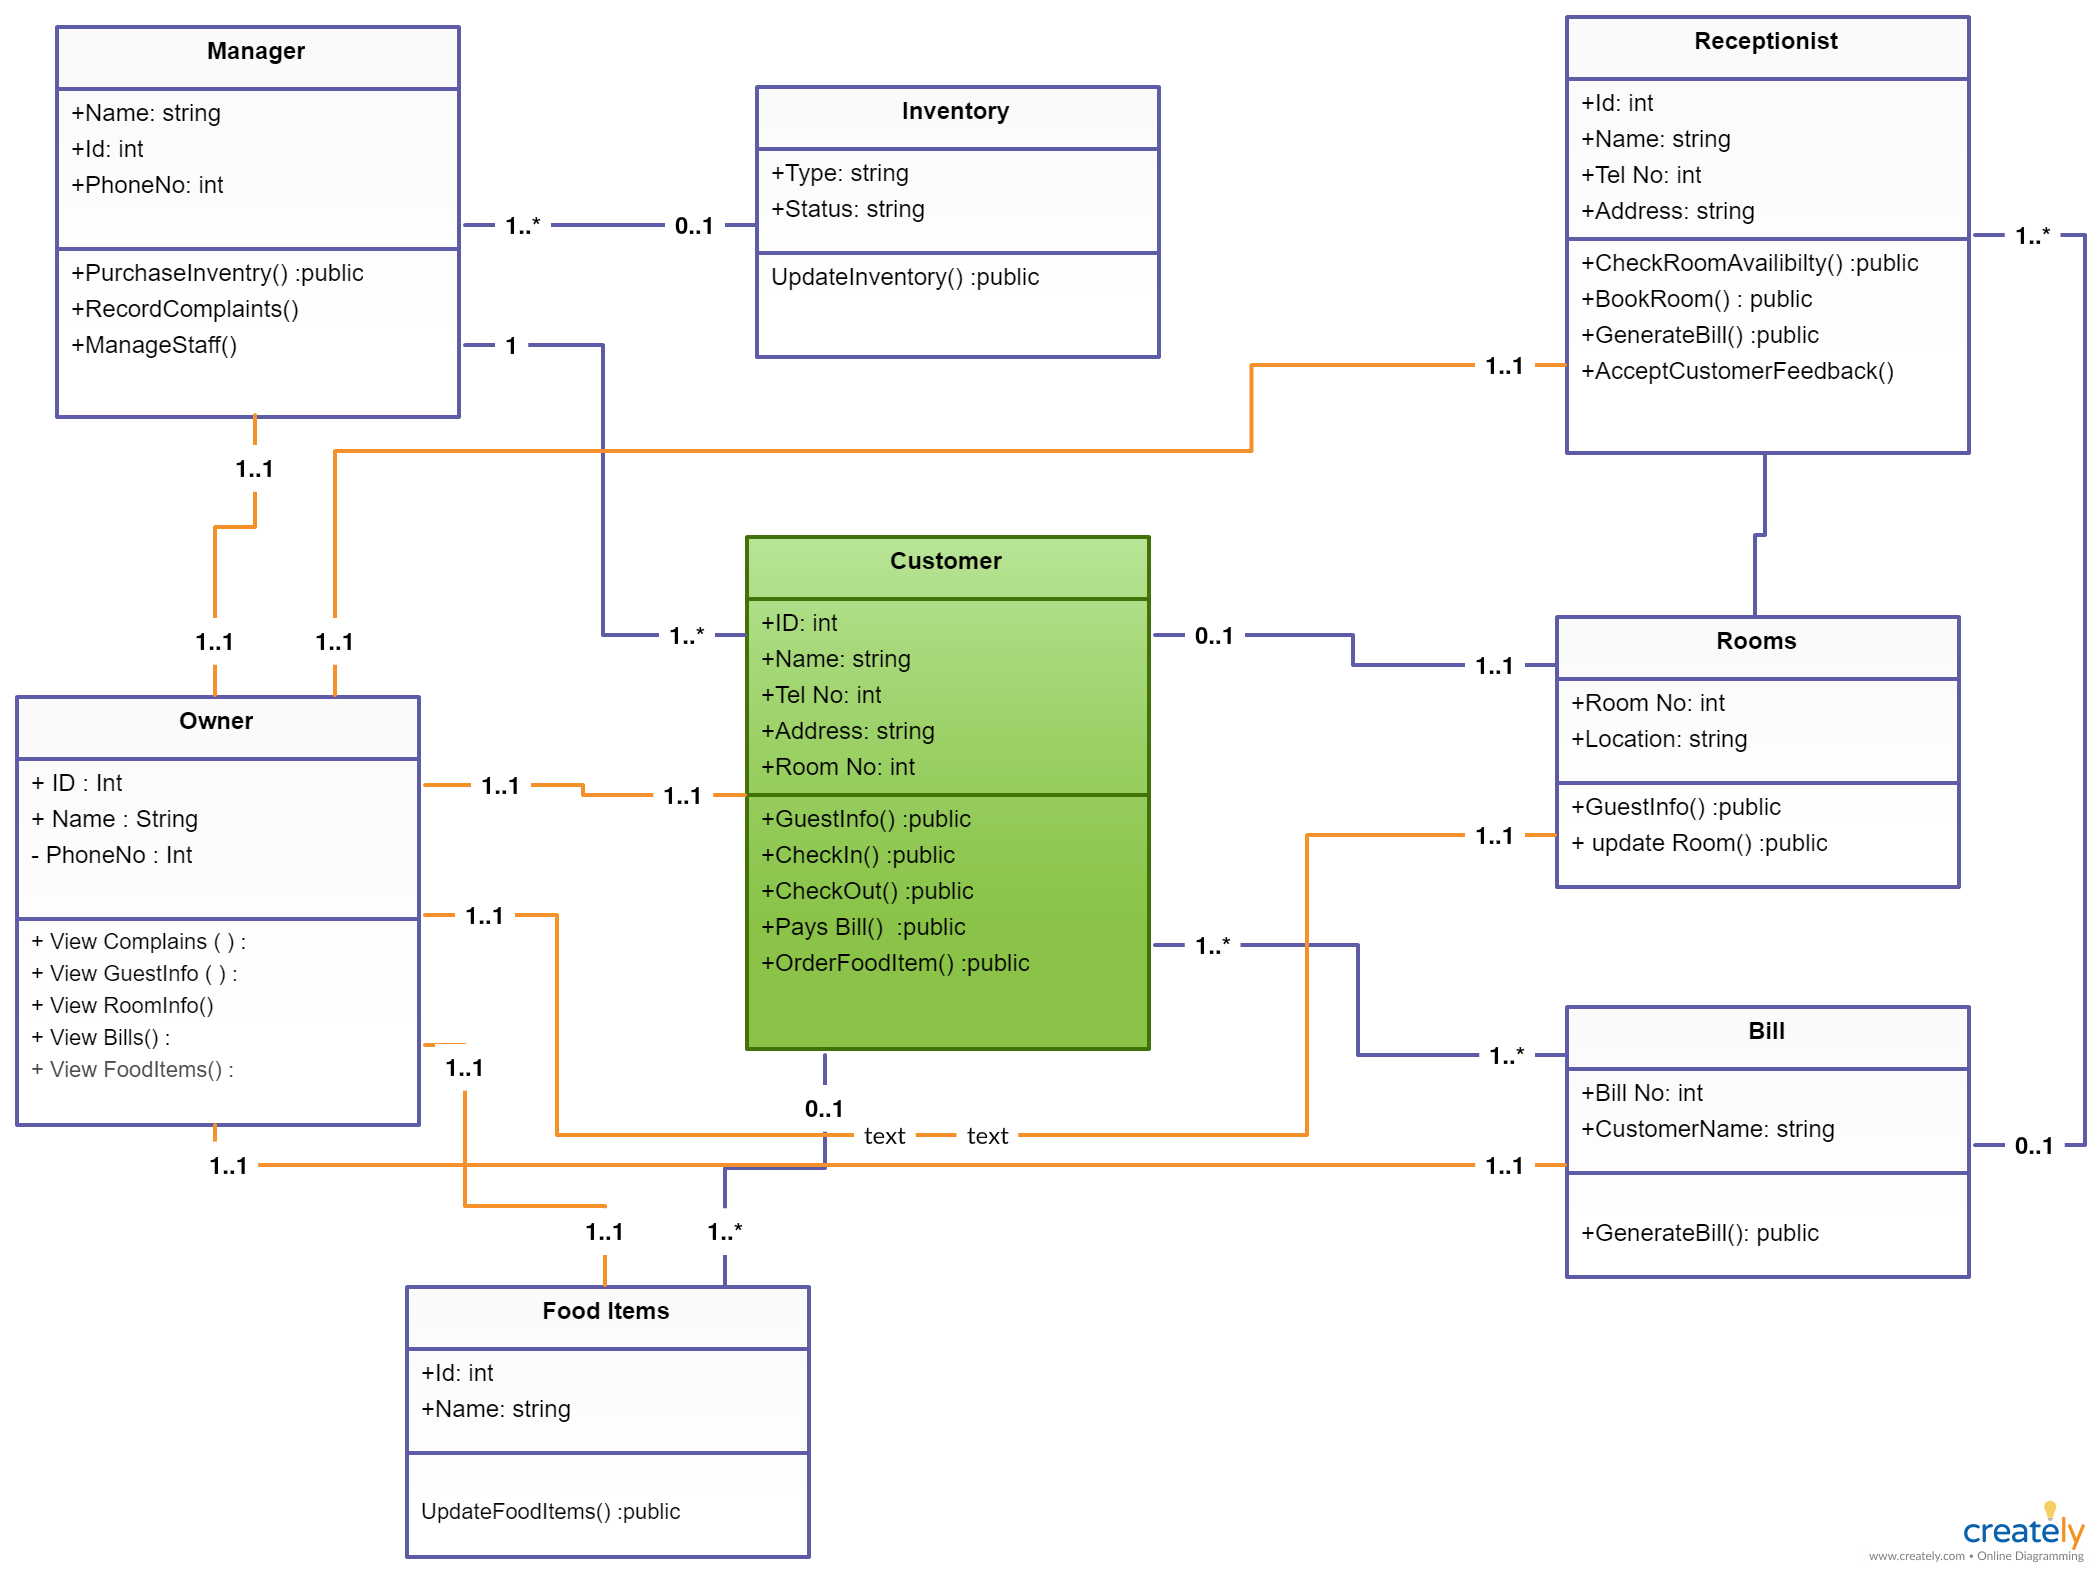 Manager
+Name: string
+Id: int
+PhoneNo: int
+PurchaseInventry() :public
+RecordComplaints()
+ManageStaff()
Inventory
+Type: string
+Status: string
UpdateInventory() :public
Receptionist
+Id: int
+Name: string
+Tel No: int
+Address: string
+CheckRoomAvailibilty() :public
+BookRoom() : public
+GenerateBill() :public
+AcceptCustomerFeedback()
1..*
0..1
1..*
1
1..1
1..1
1..1
1..1
Customer
+ID: int
+Name: string
+Tel No: int
+Address: string
+Room No: int
+GuestInfo() :public
+CheckIn() :public
+CheckOut() :public
+Pays Bill()  :public
+OrderFoodItem() :public
1..*
0..1
1..1
Rooms
+Room No: int
+Location: string
+GuestInfo() :public
+ update Room() :public
Owner
+ ID : Int
+ Name : String
- PhoneNo : Int
+ View Complains ( ) :
+ View GuestInfo ( ) :
+ View RoomInfo()
+ View Bills() :
+ View FoodItems() :
1..1
1..1
1..1
1..1
1..*
1..*
1..1
0..1
text
text
1..1
1..1
0..1
Bill
+Bill No: int
+CustomerName: string
+GenerateBill(): public
1..1
1..*
Food Items
+Id: int
+Name: string
UpdateFoodItems() :public
creately
www.creately.com • Online Diagramming